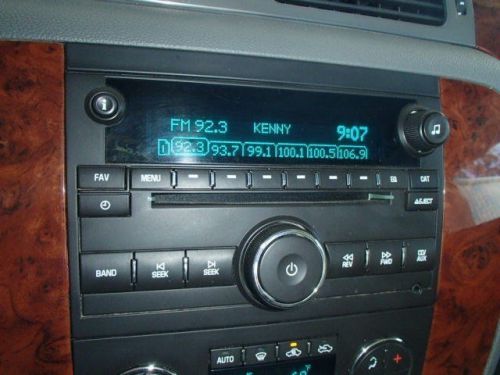 FM 92.3 KENNY 9:07
1 92.3 93.7 99.1 100.1 100.5 106.9
FAV MENU EQ CAT
EJECT
BAND SEEK SEEK REV FWD CD/AUX
AUTO